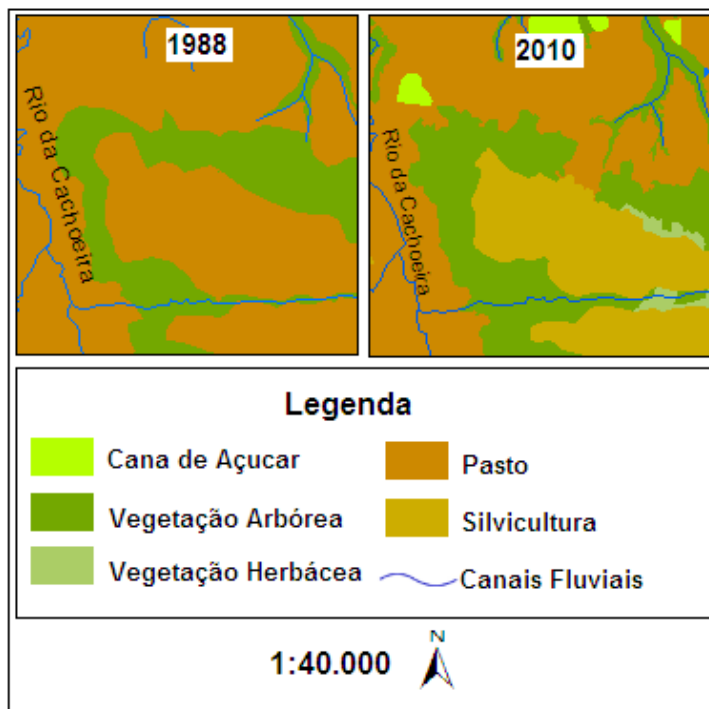 1988
2010
Rio da Cachoeira
Rio da Cachoeira
Legenda
Cana de Açucar
Pasto
Vegetação Arbórea
Silvicultura
Vegetação Herbácea
Canais Fluviais
1:40.000
N